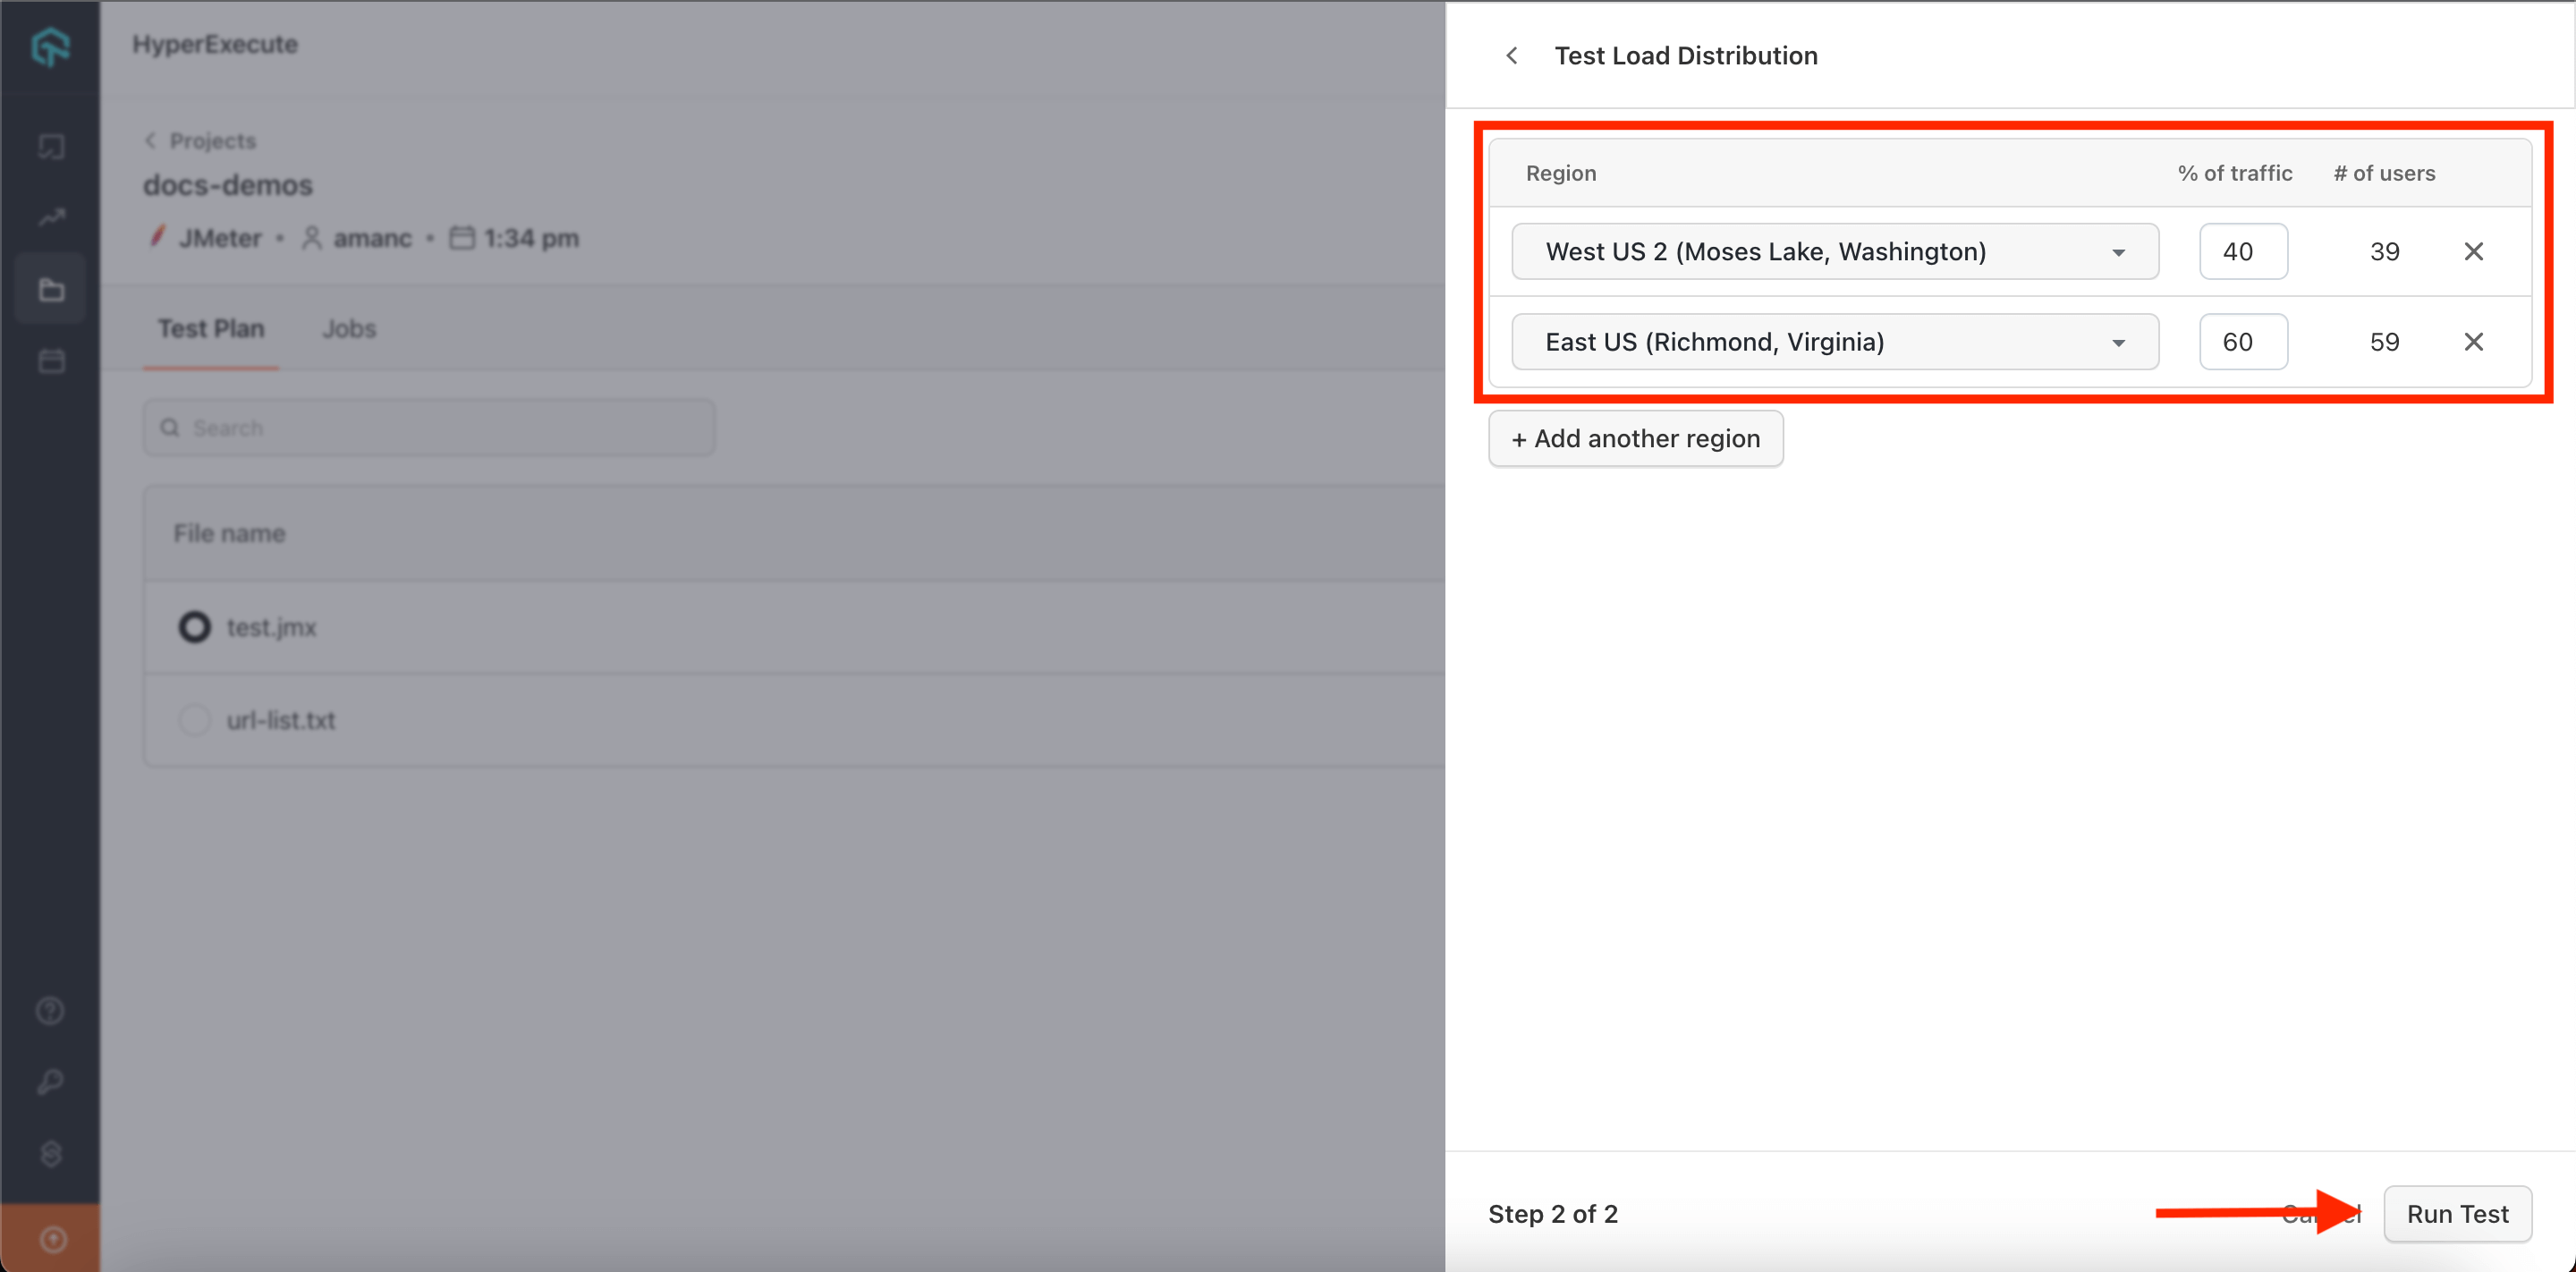 HyperExecute
Projects
docs-demos
JMeter • amanc • 1:34 pm
Test Plan Jobs
Search
File name
test.jmx
url-list.txt
Test Load Distribution
Region % of traffic # of users
West US 2 (Moses Lake, Washington) 40 39
East US (Richmond, Virginia) 60 59
+ Add another region
Step 2 of 2 Cancel Run Test